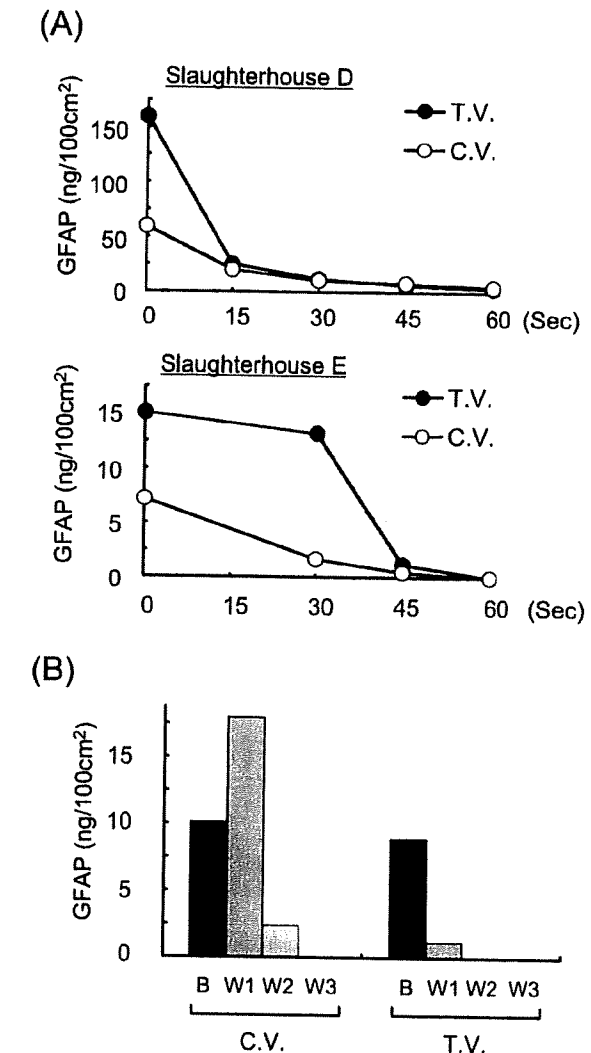 (A)
Slaughterhouse D
GFAP (ng/100cm²)
150
100
50
0
T.V.
C.V.
0 15 30 45 60 (Sec)
Slaughterhouse E
GFAP (ng/100cm²)
15
10
5
0
T.V.
C.V.
0 15 30 45 60 (Sec)
(B)
GFAP (ng/100cm²)
15
10
5
0
B W1 W2 W3 B W1 W2 W3
C.V. T.V.